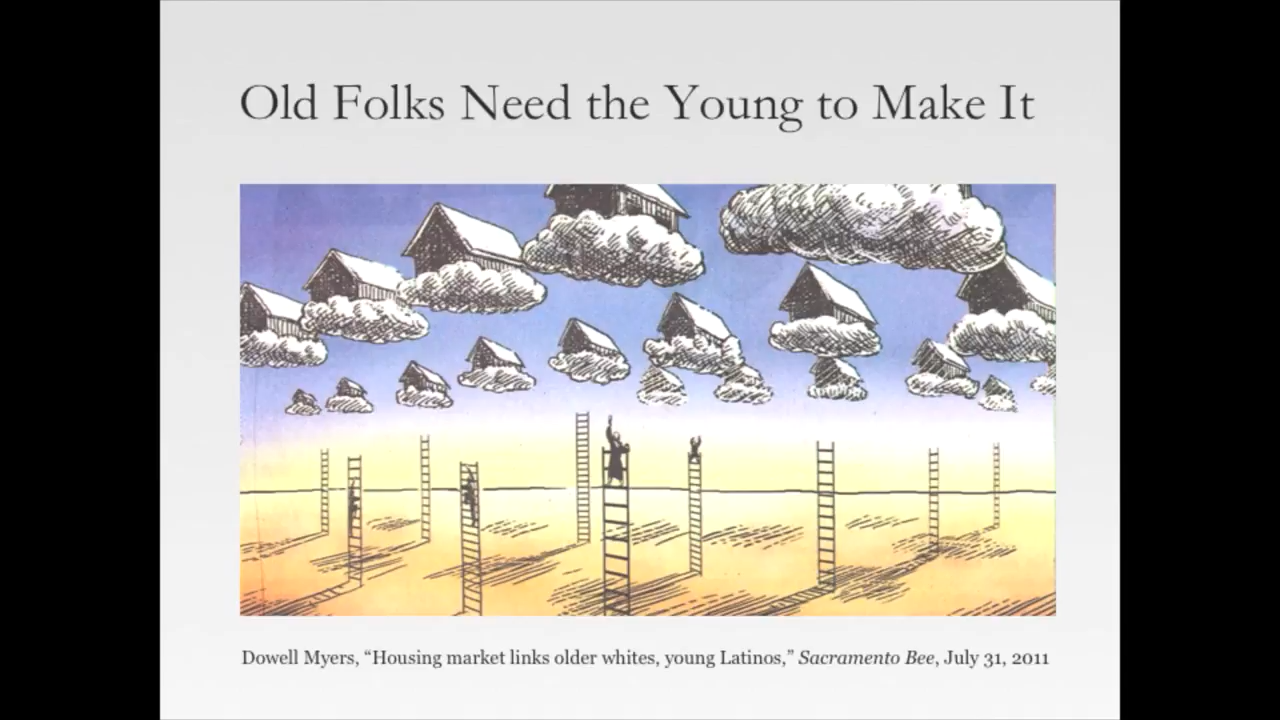 Old Folks Need the Young to Make It
Dowell Myers, “Housing market links older whites, young Latinos,” Sacramento Bee, July 31, 2011